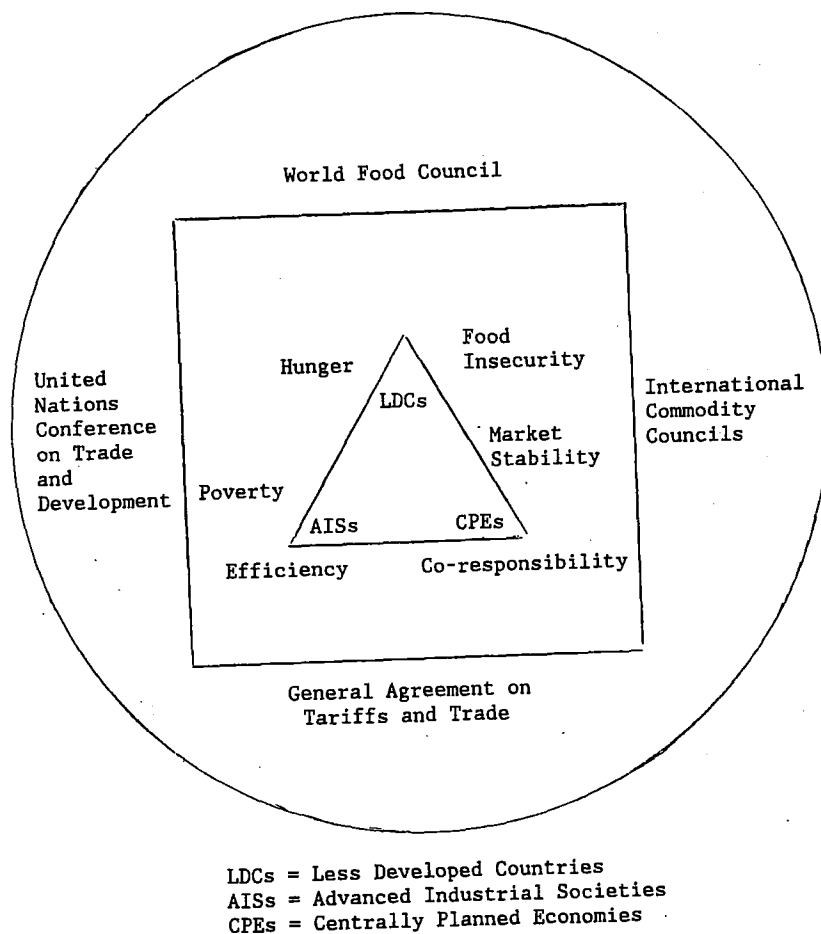 World Food Council
Hunger
Food
Insecurity
LDCs
United
Nations
Conference
on Trade
and
Development
International
Commodity
Councils
Market
Stability
Poverty
AISs
CPEs
Efficiency
Co-responsibility
General Agreement on
Tariffs and Trade
LDCs = Less Developed Countries
AISs = Advanced Industrial Societies
CPEs = Centrally Planned Economies